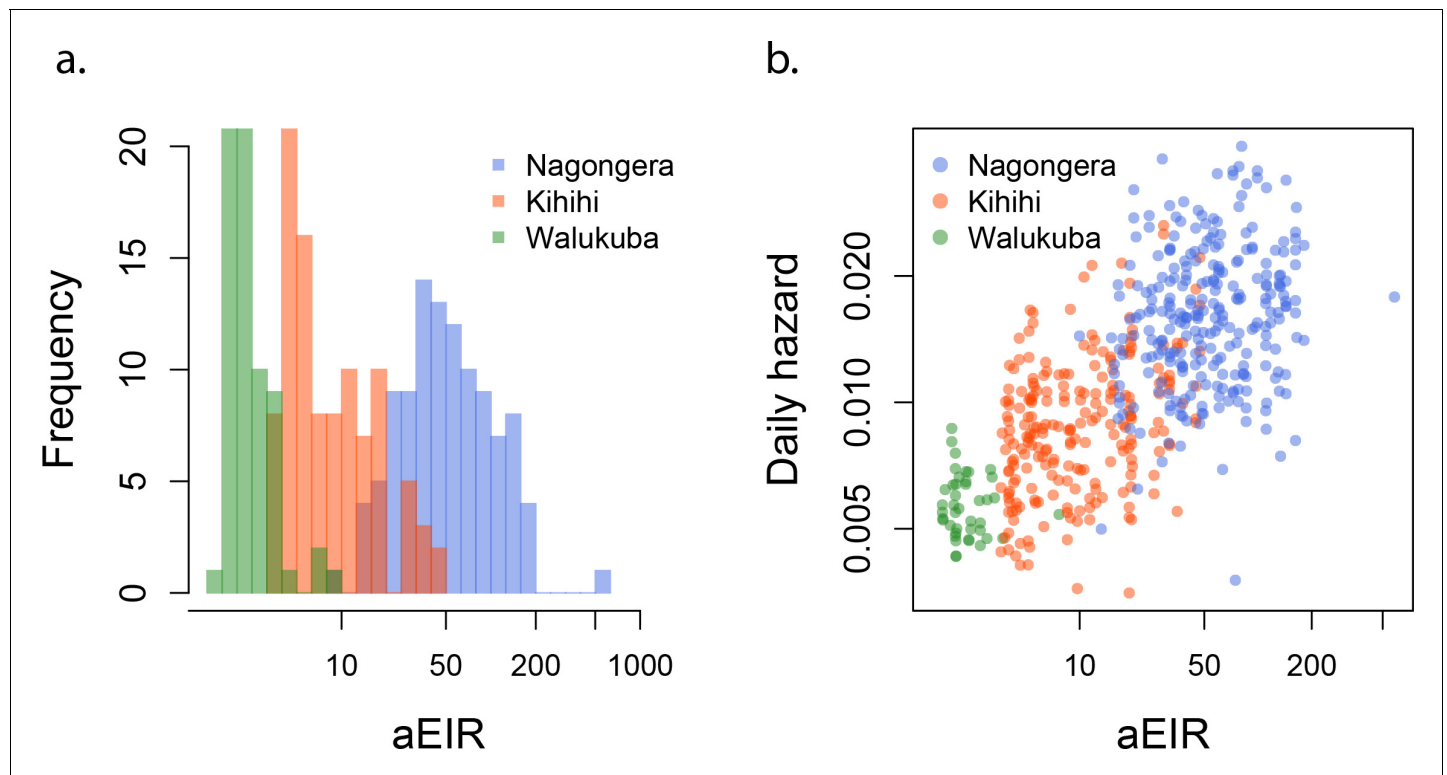 a.
Frequency
20
15
10
5
0
Nagongera
Kihihi
Walukuba
10 50 200 1000
aEIR
b.
Daily hazard
0.020
0.010
0.005
Nagongera
Kihihi
Walukuba
10 50 200
aEIR